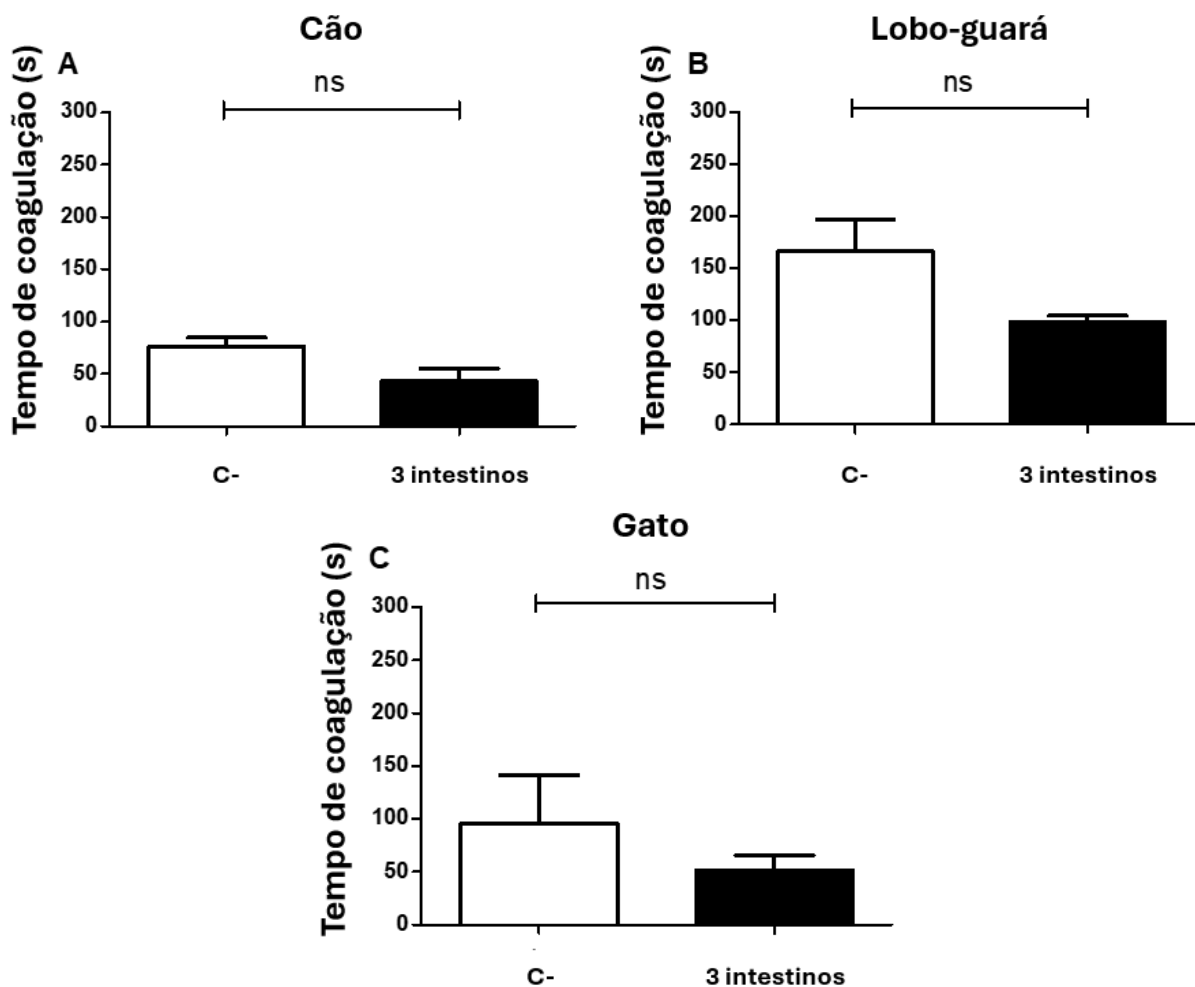 Cão
A
Tempo de coagulação (s)
ns
300
250
200
150
100
50
0
C-
3 intestinos
Lobo-guará
B
Tempo de coagulação (s)
ns
300
250
200
150
100
50
0
C-
3 intestinos
Gato
C
Tempo de coagulação (s)
ns
300
250
200
150
100
50
0
C-
3 intestinos